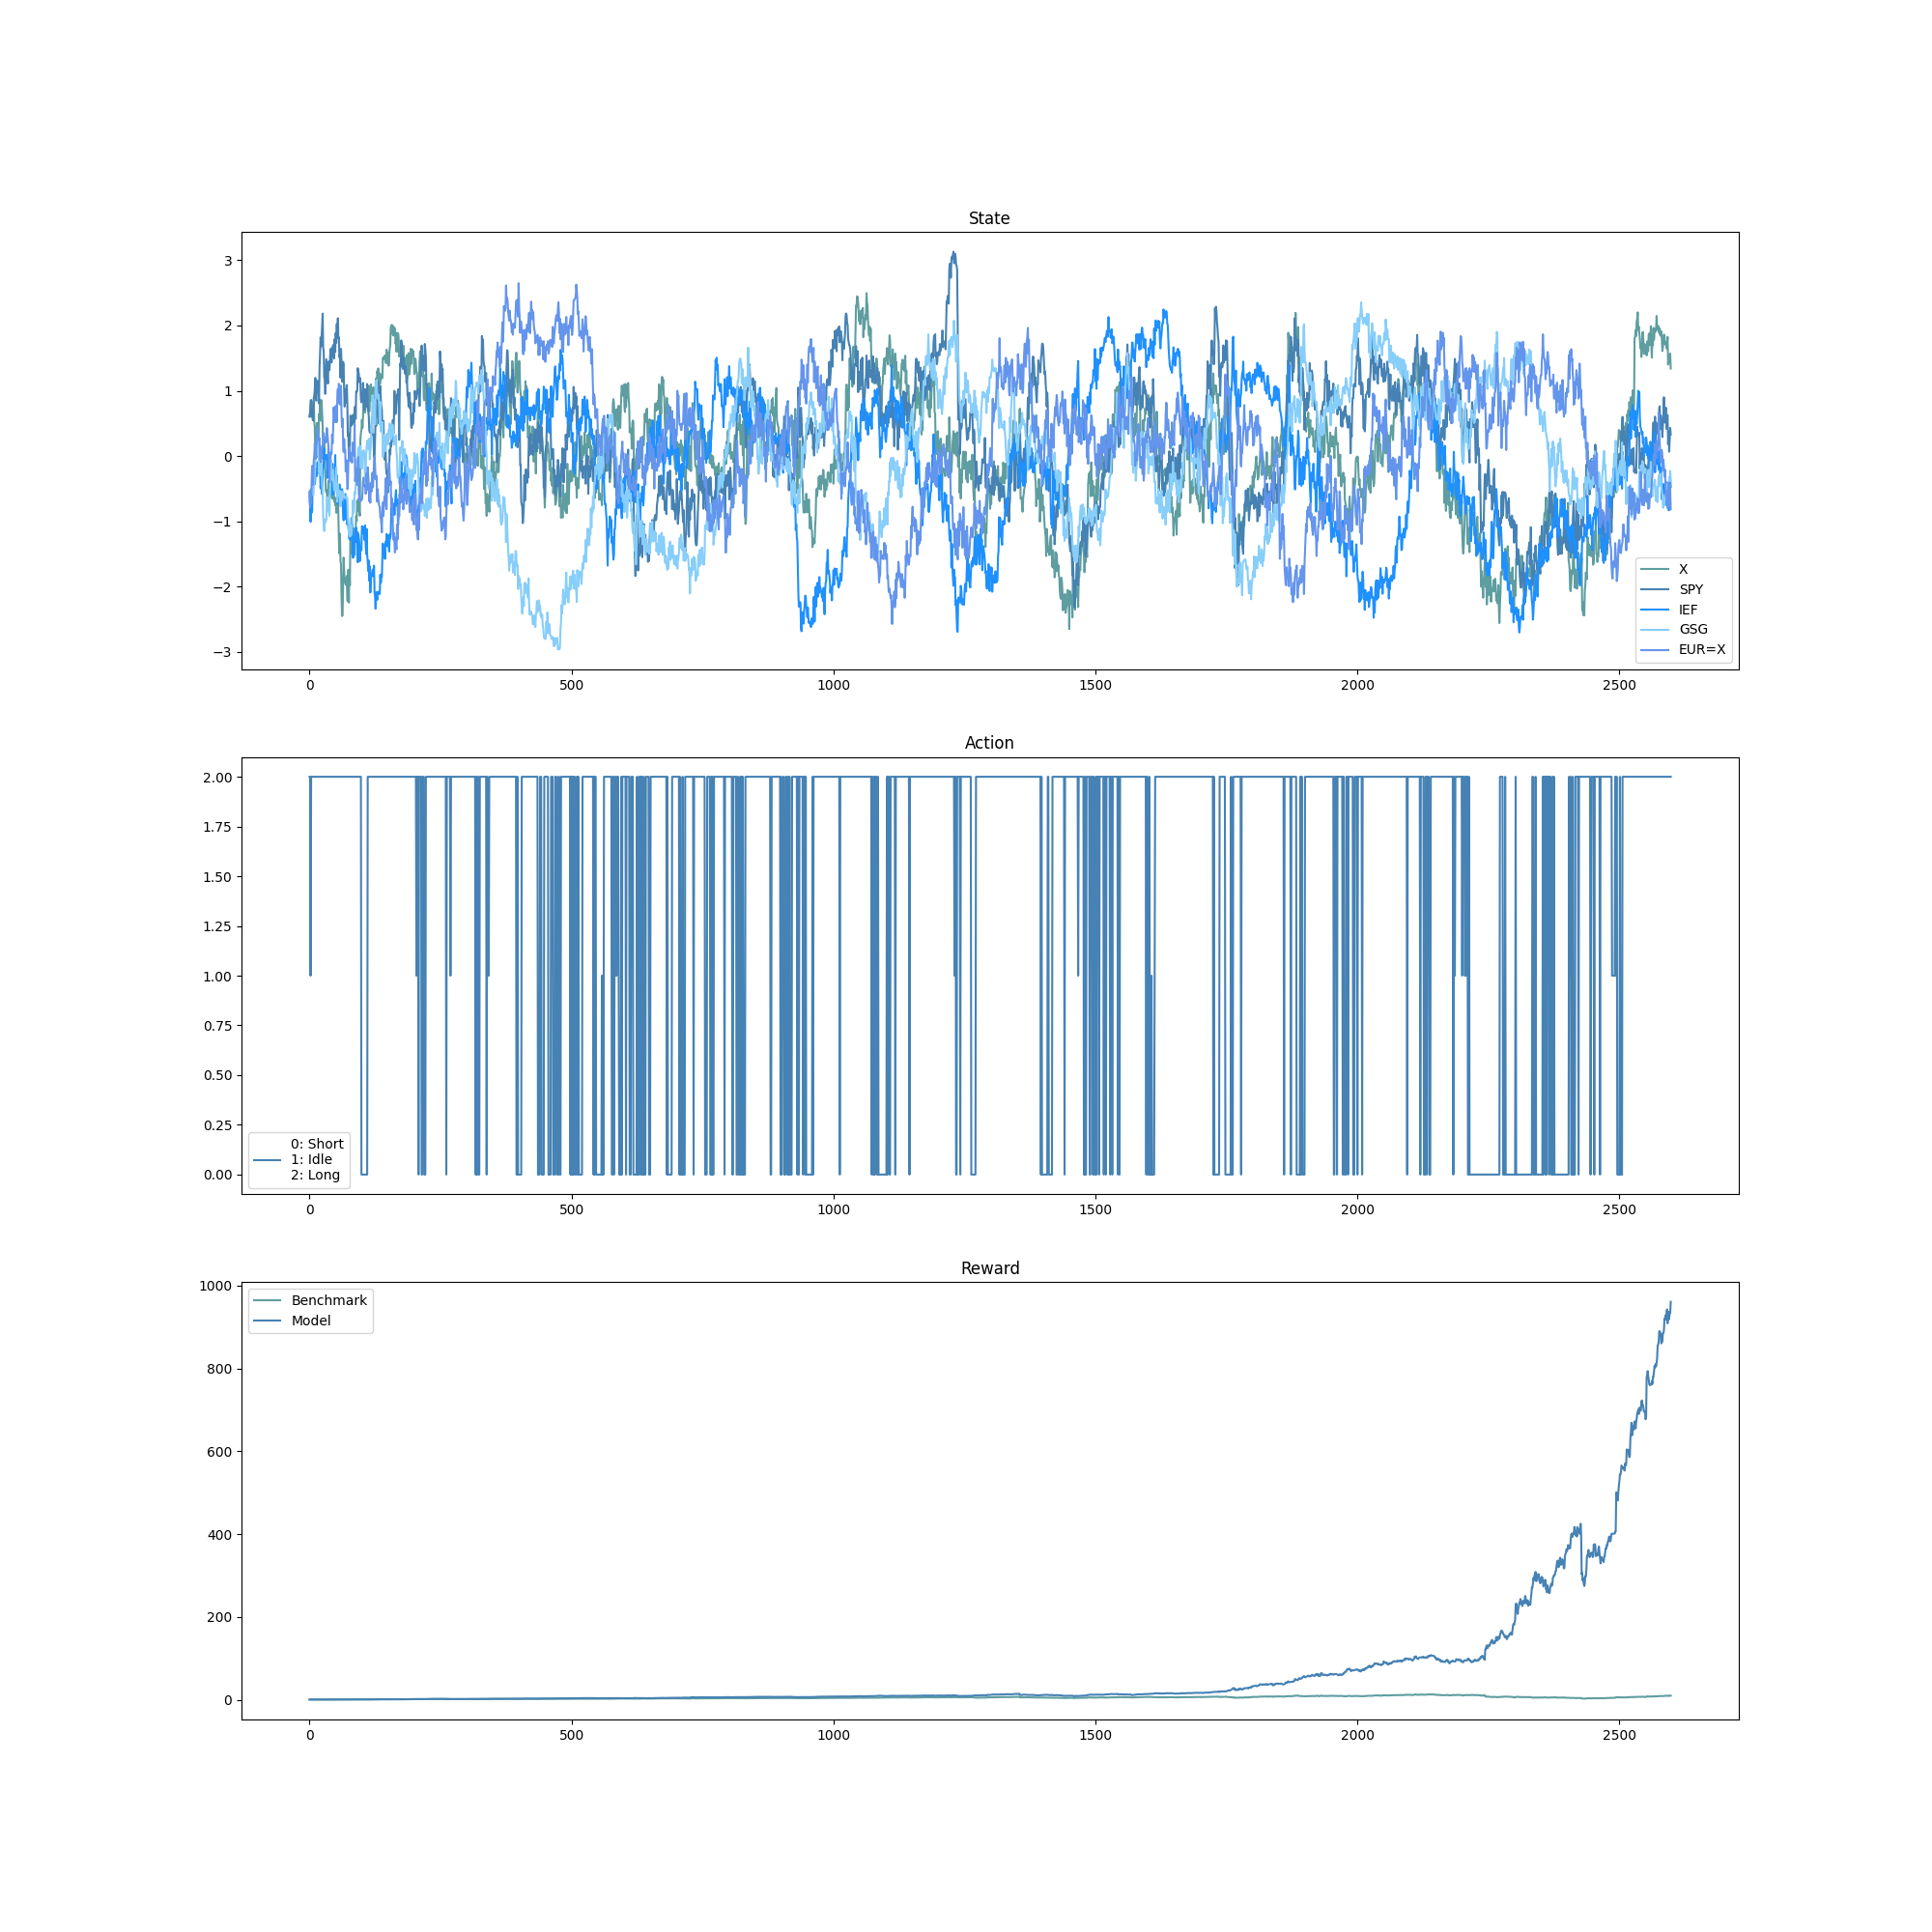 State
3
2
1
0
−1
−2
−3
X
SPY
IEF
GSG
EUR=X
0 500 1000 1500 2000 2500
Action
2.00
1.75
1.50
1.25
1.00
0.75
0.50
0.25
0.00
0: Short
1: Idle
2: Long
0 500 1000 1500 2000 2500
Reward
1000
800
600
400
200
0
Benchmark
Model
0 500 1000 1500 2000 2500